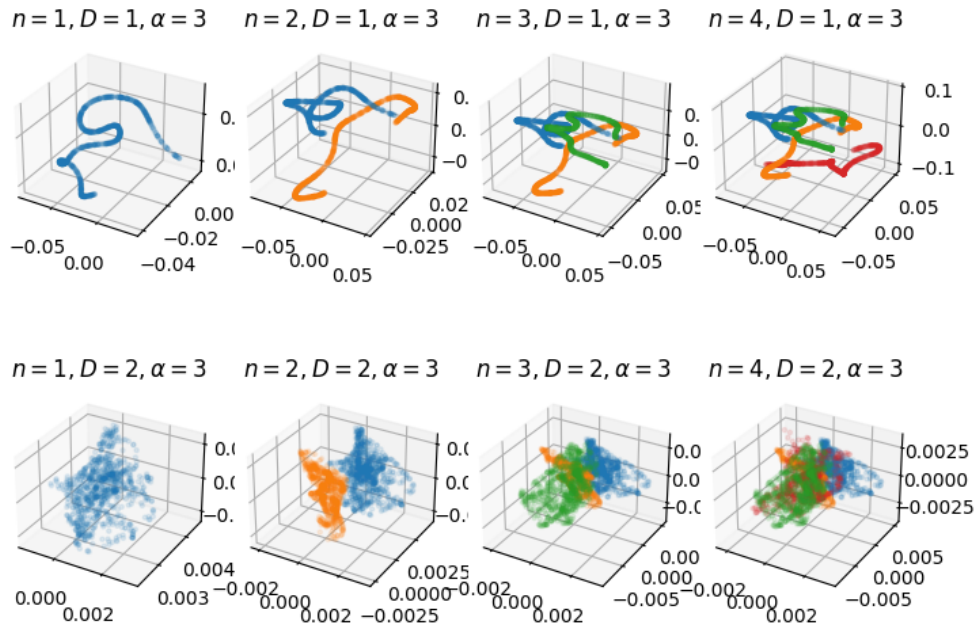 n = 1, D = 1, α = 3
n = 2, D = 1, α = 3
n = 3, D = 1, α = 3
n = 4, D = 1, α = 3
−0.05 0.00 −0.04 −0.02 0.00
−0.05 0.00 0.05 −0.025 0.000 0.02
−0.05 0.00 0.05 −0.05 0.00
−0.05 0.00 0.05 −0.05 0.00 0.05 −0.1 0.0 0.1
n = 1, D = 2, α = 3
n = 2, D = 2, α = 3
n = 3, D = 2, α = 3
n = 4, D = 2, α = 3
0.000 0.002 0.003 0.004
−0.002 0.000 0.002 −0.0025 0.0000 0.0025
−0.002 0.000 0.002 −0.005 0.000 0.00
−0.002 0.000 0.002 −0.005 0.000 0.005 −0.0025 0.0000 0.0025